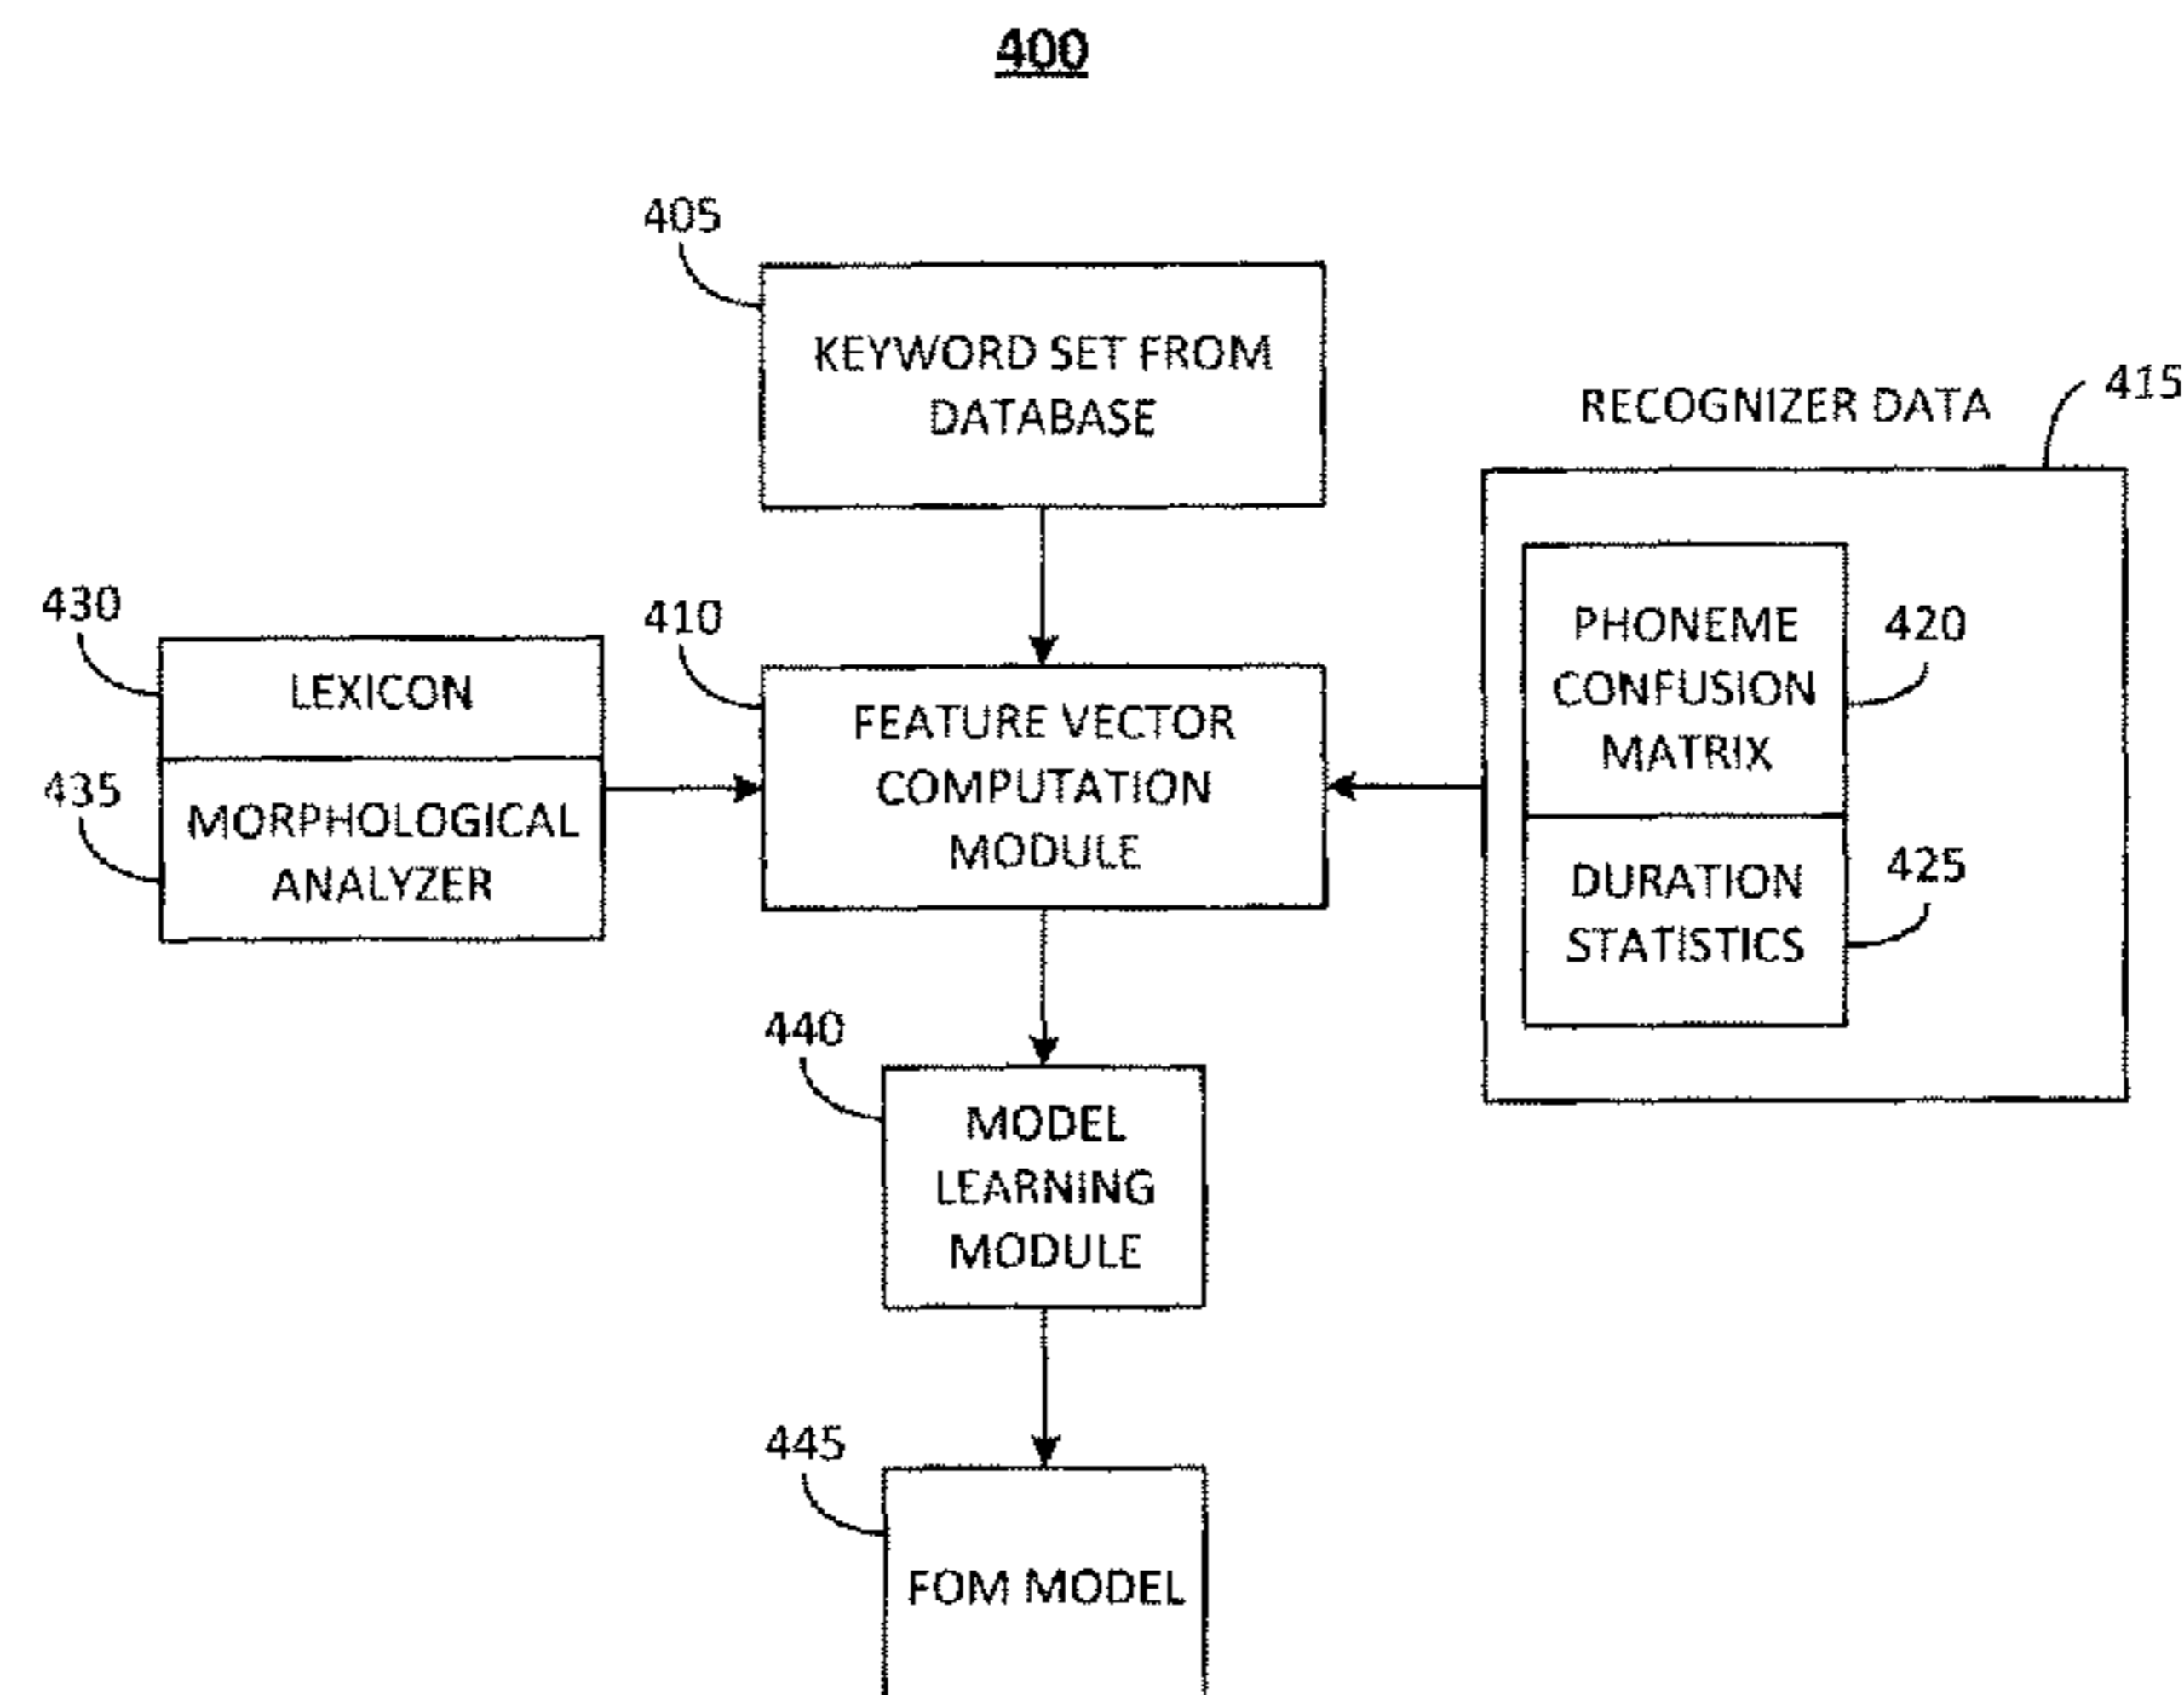 400
405
KEYWORD SET FROM
DATABASE
415
RECOGNIZER DATA
430
LEXICON
435
MORPHOLOGICAL
ANALYZER
410
FEATURE VECTOR
COMPUTATION
MODULE
PHONEME
CONFUSION
MATRIX
420
DURATION
STATISTICS
425
440
MODEL
LEARNING
MODULE
445
FOM MODEL